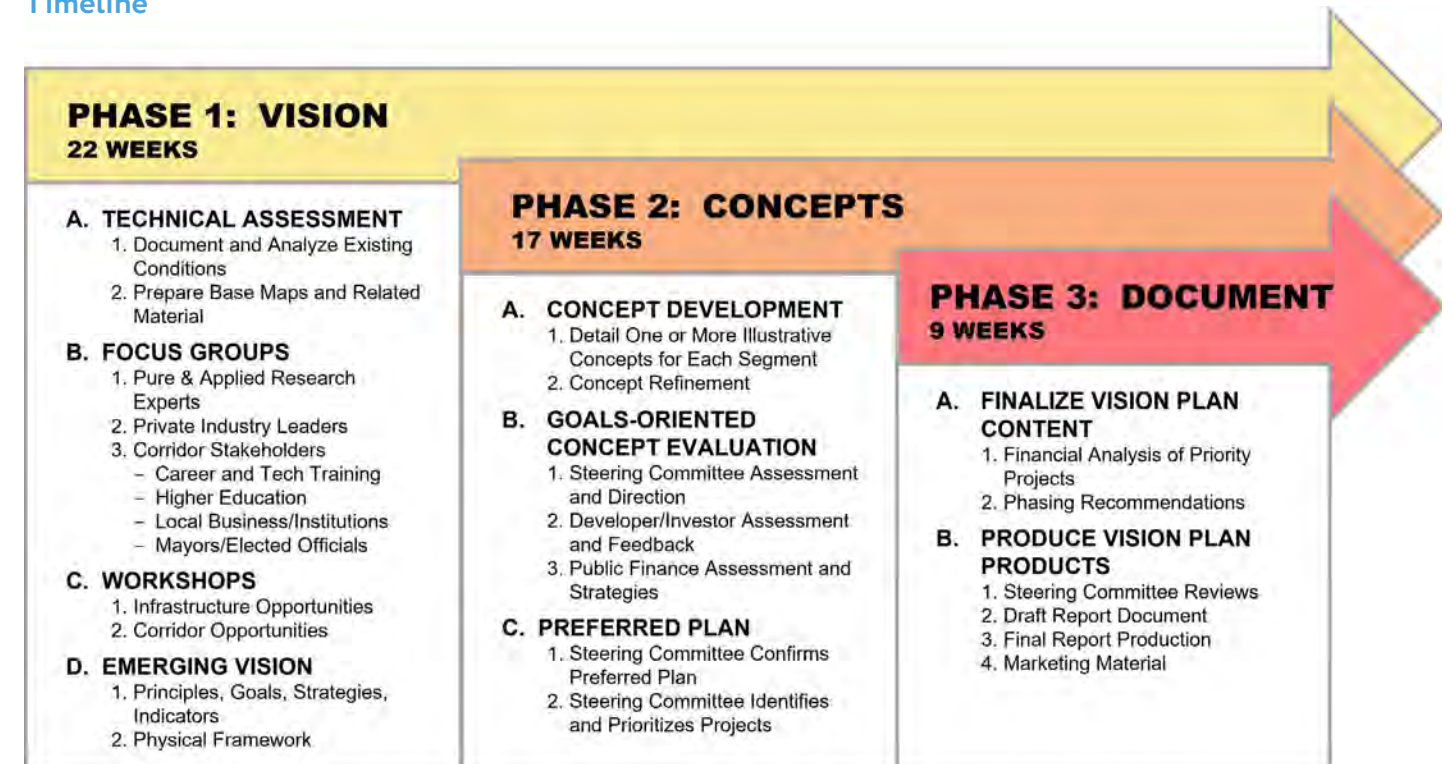 Timeline
PHASE 1: VISION
22 WEEKS
A. TECHNICAL ASSESSMENT
1. Document and Analyze Existing
Conditions
2. Prepare Base Maps and Related
Material
B. FOCUS GROUPS
1. Pure & Applied Research
Experts
2. Private Industry Leaders
3. Corridor Stakeholders
– Career and Tech Training
– Higher Education
– Local Business/Institutions
– Mayors/Elected Officials
C. WORKSHOPS
1. Infrastructure Opportunities
2. Corridor Opportunities
D. EMERGING VISION
1. Principles, Goals, Strategies,
Indicators
2. Physical Framework
PHASE 2: CONCEPTS
17 WEEKS
A. CONCEPT DEVELOPMENT
1. Detail One or More Illustrative
Concepts for Each Segment
2. Concept Refinement
B. GOALS-ORIENTED
CONCEPT EVALUATION
1. Steering Committee Assessment
and Direction
2. Developer/Investor Assessment
and Feedback
3. Public Finance Assessment and
Strategies
C. PREFERRED PLAN
1. Steering Committee Confirms
Preferred Plan
2. Steering Committee Identifies
and Prioritizes Projects
PHASE 3: DOCUMENT
9 WEEKS
A. FINALIZE VISION PLAN
CONTENT
1. Financial Analysis of Priority
Projects
2. Phasing Recommendations
B. PRODUCE VISION PLAN
PRODUCTS
1. Steering Committee Reviews
2. Draft Report Document
3. Final Report Production
4. Marketing Material